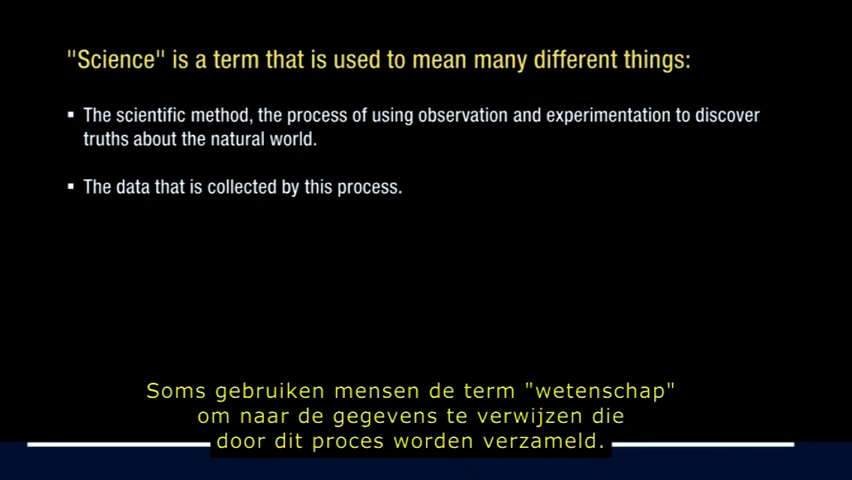 "Science" is a term that is used to mean many different things:
▪ The scientific method, the process of using observation and experimentation to discover
truths about the natural world.
▪ The data that is collected by this process.
Soms gebruiken mensen de term "wetenschap"
om naar de gegevens te verwijzen die
door dit proces worden verzameld.